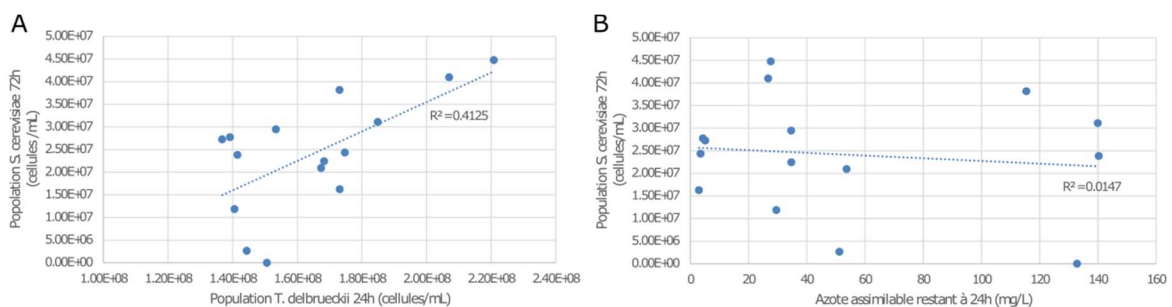 A
Popolation S. cerevisiae 72h
(cellules /mL)
5.00E+07
4.50E+07
4.00E+07
3.50E+07
3.00E+07
2.50E+07
2.00E+07
1.50E+07
1.00E+07
5.00E+06
0.00E+00
R² = 0.4125
1.00E+08 1.20E+08 1.40E+08 1.60E+08 1.80E+08 2.00E+08 2.20E+08 2.40E+08
Population T. delbrueckii 24h (cellules/mL)
B
Population S. cerevisiae 72h
(cellules/mL)
5.00E+07
4.50E+07
4.00E+07
3.50E+07
3.00E+07
2.50E+07
2.00E+07
1.50E+07
1.00E+07
5.00E+06
0.00E+00
R² = 0.0147
0 20 40 60 80 100 120 140 160
Azote assimilable restant à 24h (mg/L)